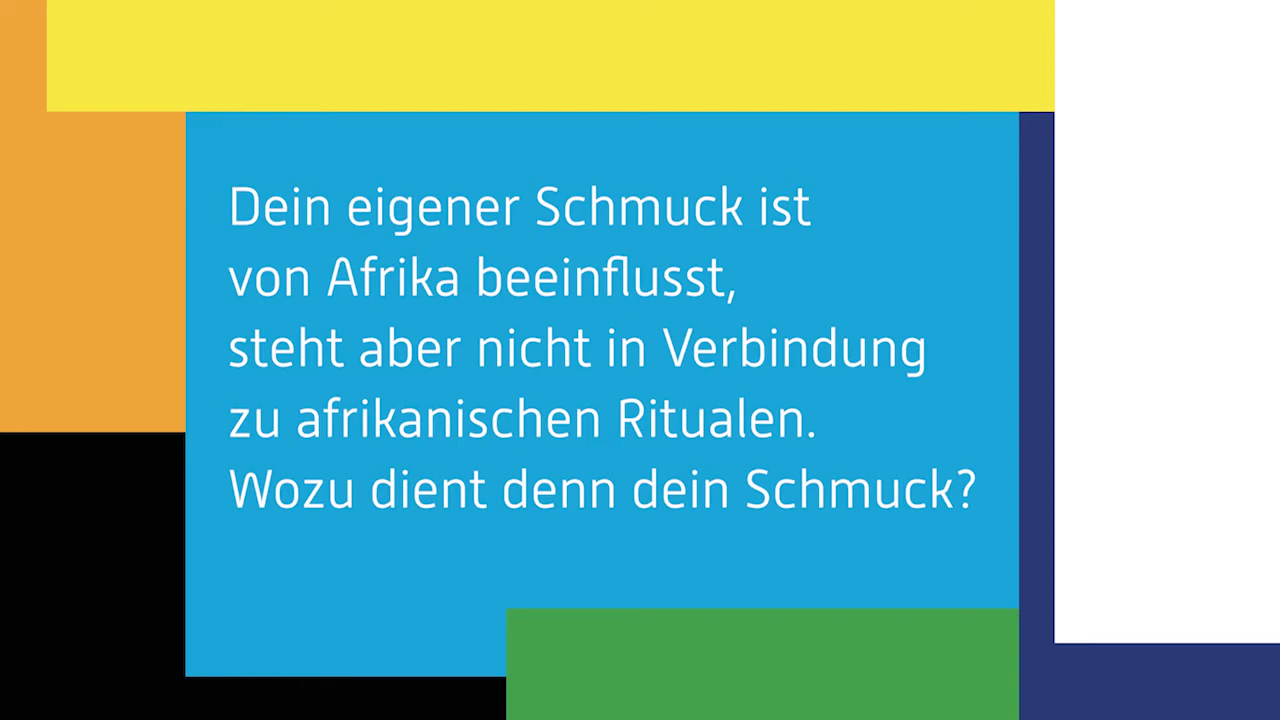 Dein eigener Schmuck ist
von Afrika beeinflusst,
steht aber nicht in Verbindung
zu afrikanischen Ritualen.
Wozu dient denn dein Schmuck?